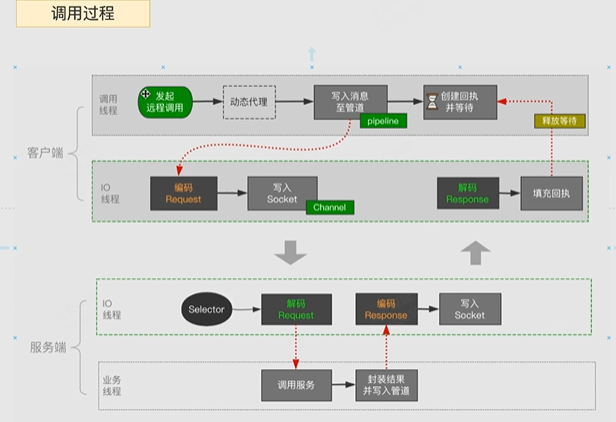 调用过程
调用
线程
发起
远程调用
动态代理
写入消息
至管道
pipeline
创建回执
并等待
释放等待
客户端
IO
线程
编码
Request
写入
Socket
Channel
解码
Response
填充回执
IO
线程
Selector
解码
Request
编码
Response
写入
Socket
服务端
业务
线程
调用服务
封装结果
并写入管道